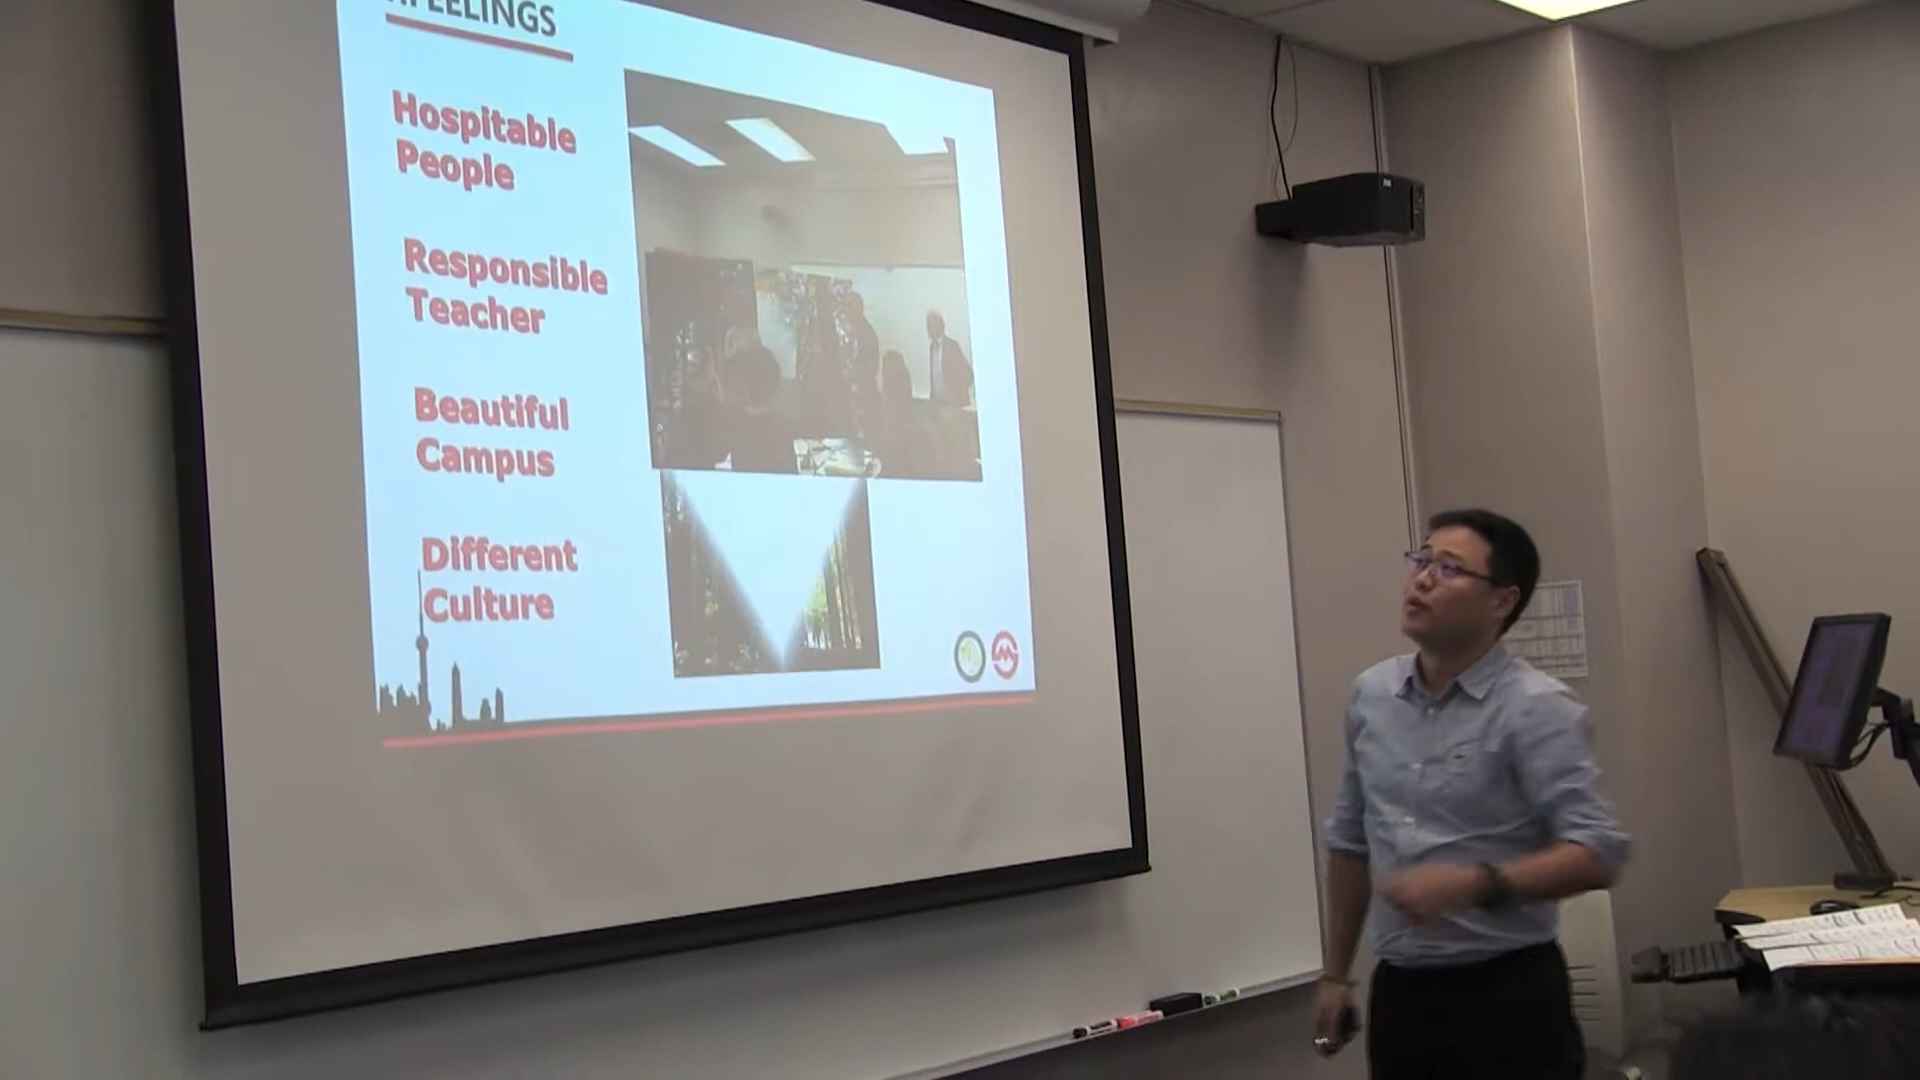 FEELINGS
Hospitable
People
Responsible
Teacher
Beautiful
Campus
Different
Culture